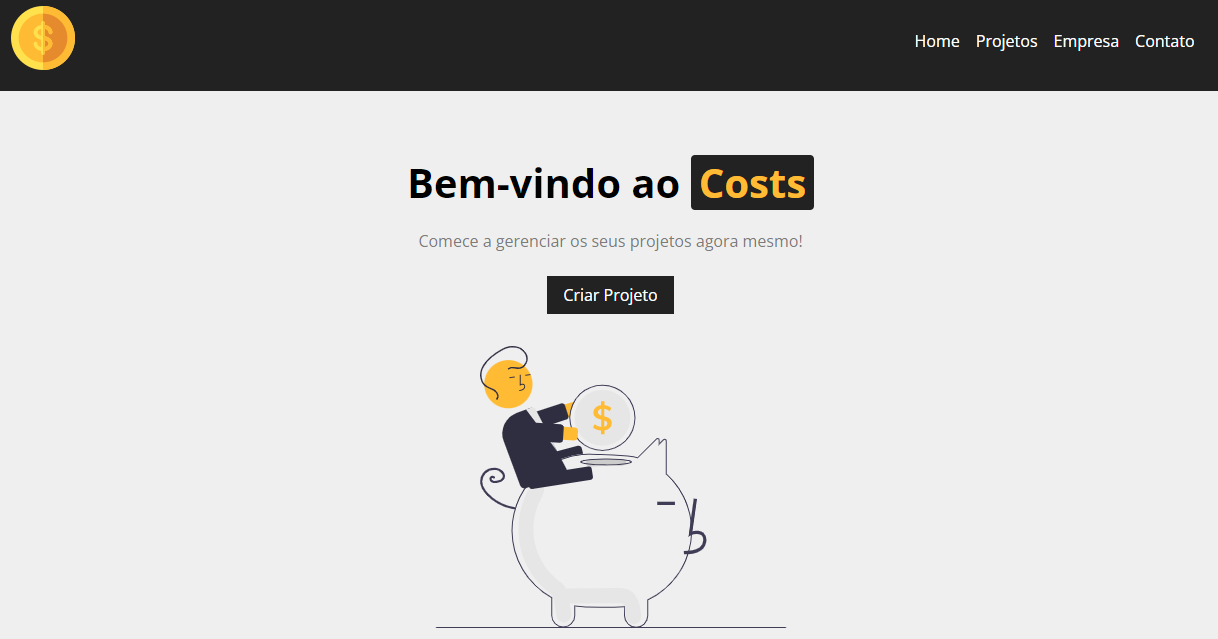 $
Home Projetos Empresa Contato
Bem-vindo ao Costs
Comece a gerenciar os seus projetos agora mesmo!
Criar Projeto
$